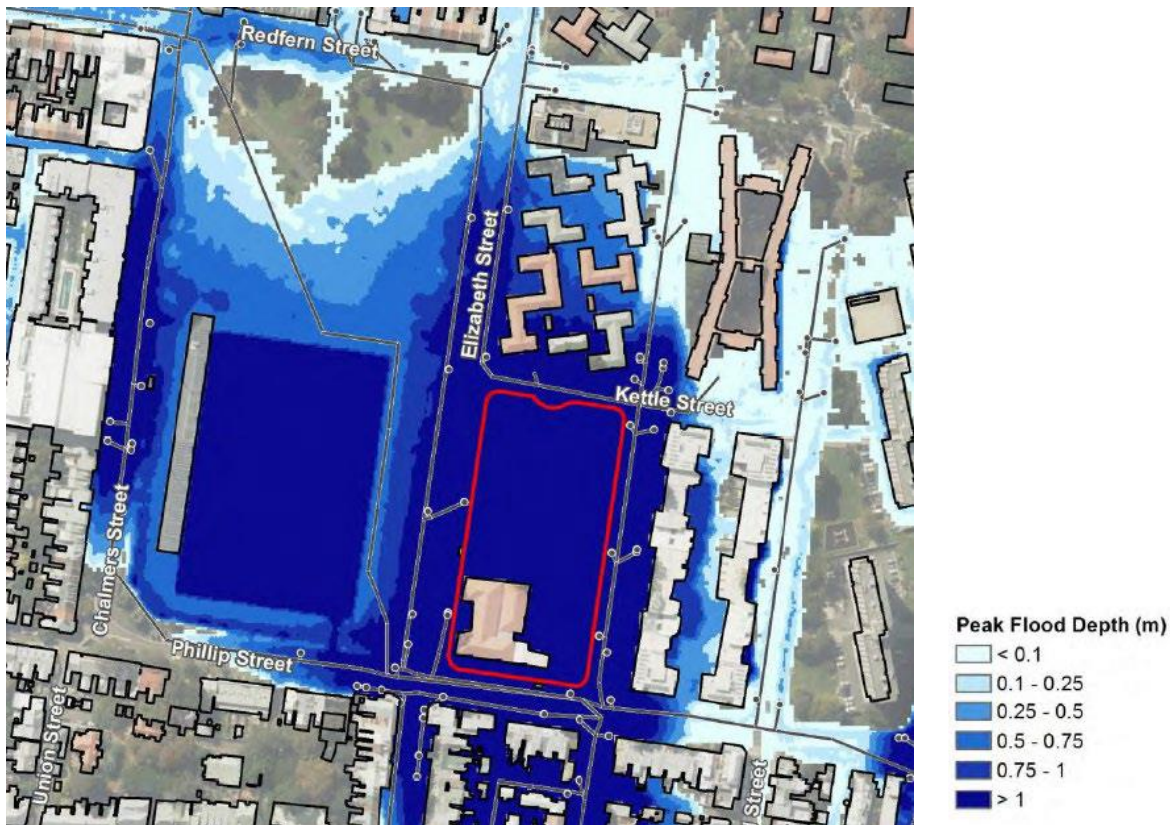 Redfern Street
Elizabeth Street
Kettle Street
Chalmers Street
Phillip Street
Union Street
Street
Peak Flood Depth (m)
< 0.1
0.1 - 0.25
0.25 - 0.5
0.5 - 0.75
0.75 - 1
> 1